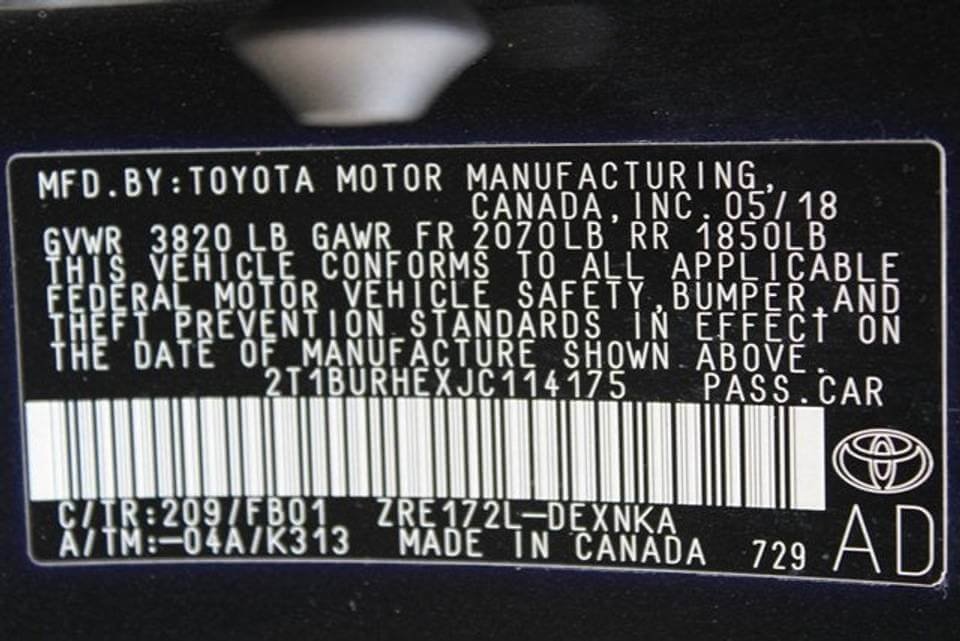 MFD.BY:TOYOTA MOTOR MANUFACTURING,
CANADA,INC.05/18
GVWR 3820LB GAWR FR 2070LB RR 1850LB
THIS VEHICLE CONFORMS TO ALL APPLICABLE
FEDERAL MOTOR VEHICLE SAFETY,BUMPER,AND
THEFT PREVENTION STANDARDS IN EFFECT ON
THE DATE OF MANUFACTURE SHOWN ABOVE.
2T1BURHEXJC114175 PASS.CAR
C/TR:209/FB01 ZRE172L-DEXNKA
A/TM:-04A/K313 MADE IN CANADA 729 AD